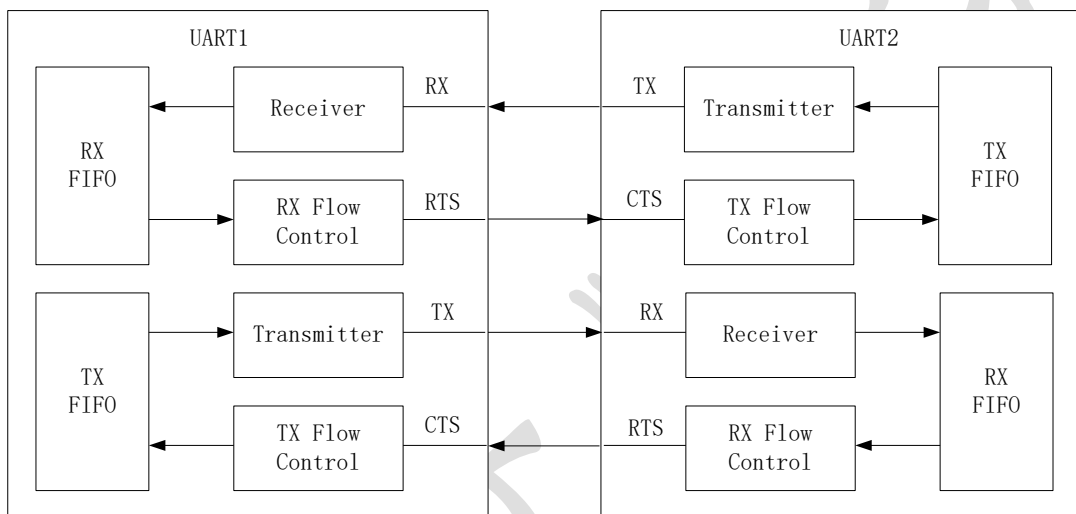 UART1
RX
FIFO
Receiver
RX
RX Flow
Control
RTS
TX
FIFO
Transmitter
TX
TX Flow
Control
CTS
UART2
TX
Transmitter
TX
FIFO
CTS
TX Flow
Control
RX
Receiver
RX
FIFO
RTS
RX Flow
Control